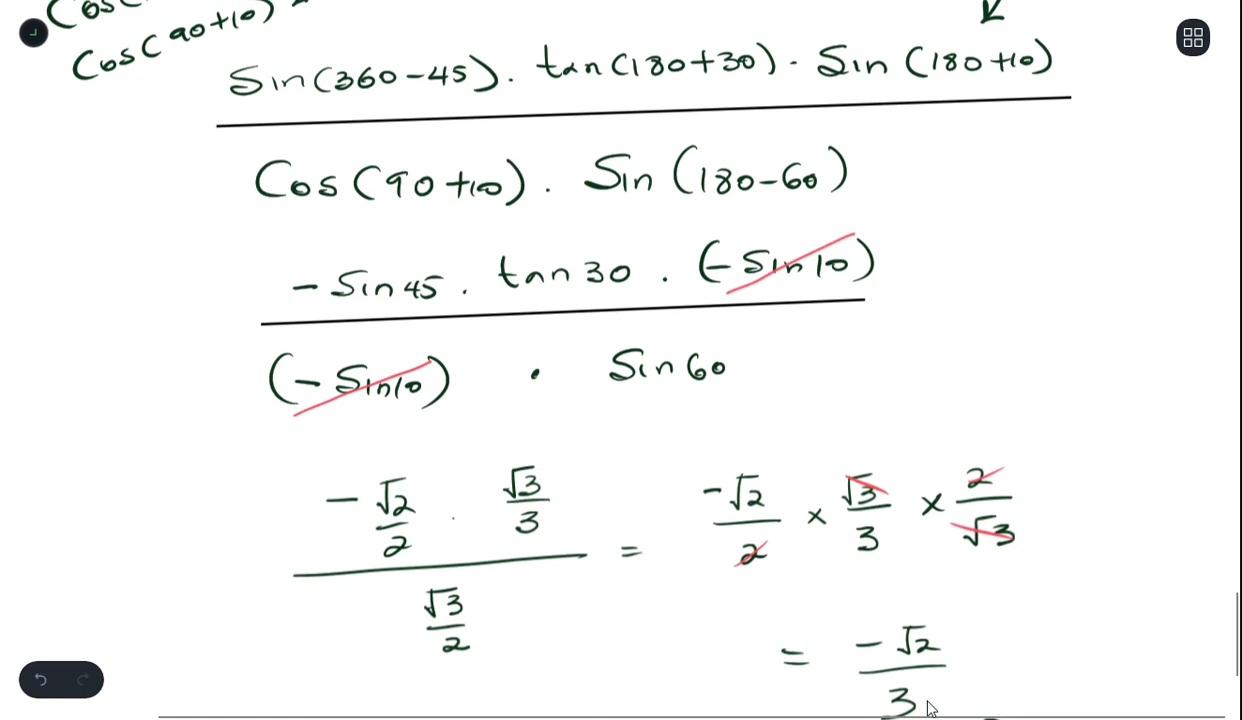 Cos(
Cos(90+10)
Sin(360-45). tan(180+30). Sin(180+10)
Cos(90+10). Sin(180-60)
-Sin45. tan30. (-Sin10)
(-Sin10) . Sin60
-√2/2 . √3/3 / √3/2 = -√2/2 × √3/3 × 2/√3
= -√2/3